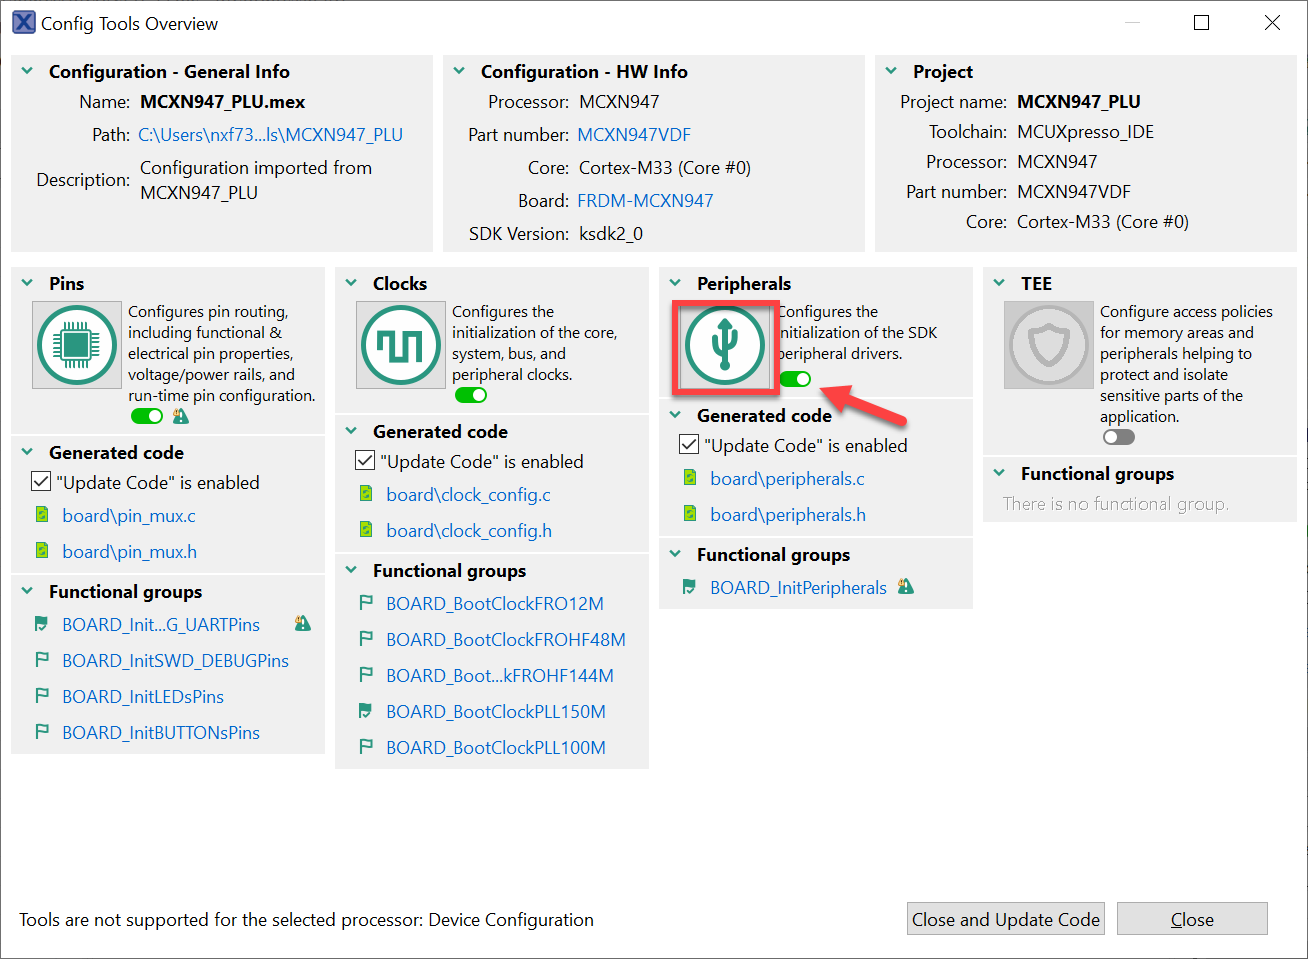 Config Tools Overview
Configuration - General Info
Name: MCXN947_PLU.mex
Path: C:\Users\nxf73...ls\MCXN947_PLU
Description: Configuration imported from
MCXN947_PLU
Configuration - HW Info
Processor: MCXN947
Part number: MCXN947VDF
Core: Cortex-M33 (Core #0)
Board: FRDM-MCXN947
SDK Version: ksdk2_0
Project
Project name: MCXN947_PLU
Toolchain: MCUXpresso_IDE
Processor: MCXN947
Part number: MCXN947VDF
Core: Cortex-M33 (Core #0)
Pins
Configures pin routing,
including functional &
electrical pin properties,
voltage/power rails, and
run-time pin configuration.
Generated code
"Update Code" is enabled
board\pin_mux.c
board\pin_mux.h
Functional groups
BOARD_Init...G_UARTPins
BOARD_InitSWD_DEBUGPins
BOARD_InitLEDsPins
BOARD_InitBUTTONsPins
Clocks
Configures the
initialization of the core,
system, bus, and
peripheral clocks.
Generated code
"Update Code" is enabled
board\clock_config.c
board\clock_config.h
Functional groups
BOARD_BootClockFRO12M
BOARD_BootClockFROHF48M
BOARD_Boot...kFROHF144M
BOARD_BootClockPLL150M
BOARD_BootClockPLL100M
Peripherals
Configures the
initialization of the SDK
peripheral drivers.
Generated code
"Update Code" is enabled
board\peripherals.c
board\peripherals.h
Functional groups
BOARD_InitPeripherals
TEE
Configure access policies
for memory areas and
peripherals helping to
protect and isolate
sensitive parts of the
application.
Functional groups
There is no functional group.
Tools are not supported for the selected processor: Device Configuration
Close and Update Code
Close